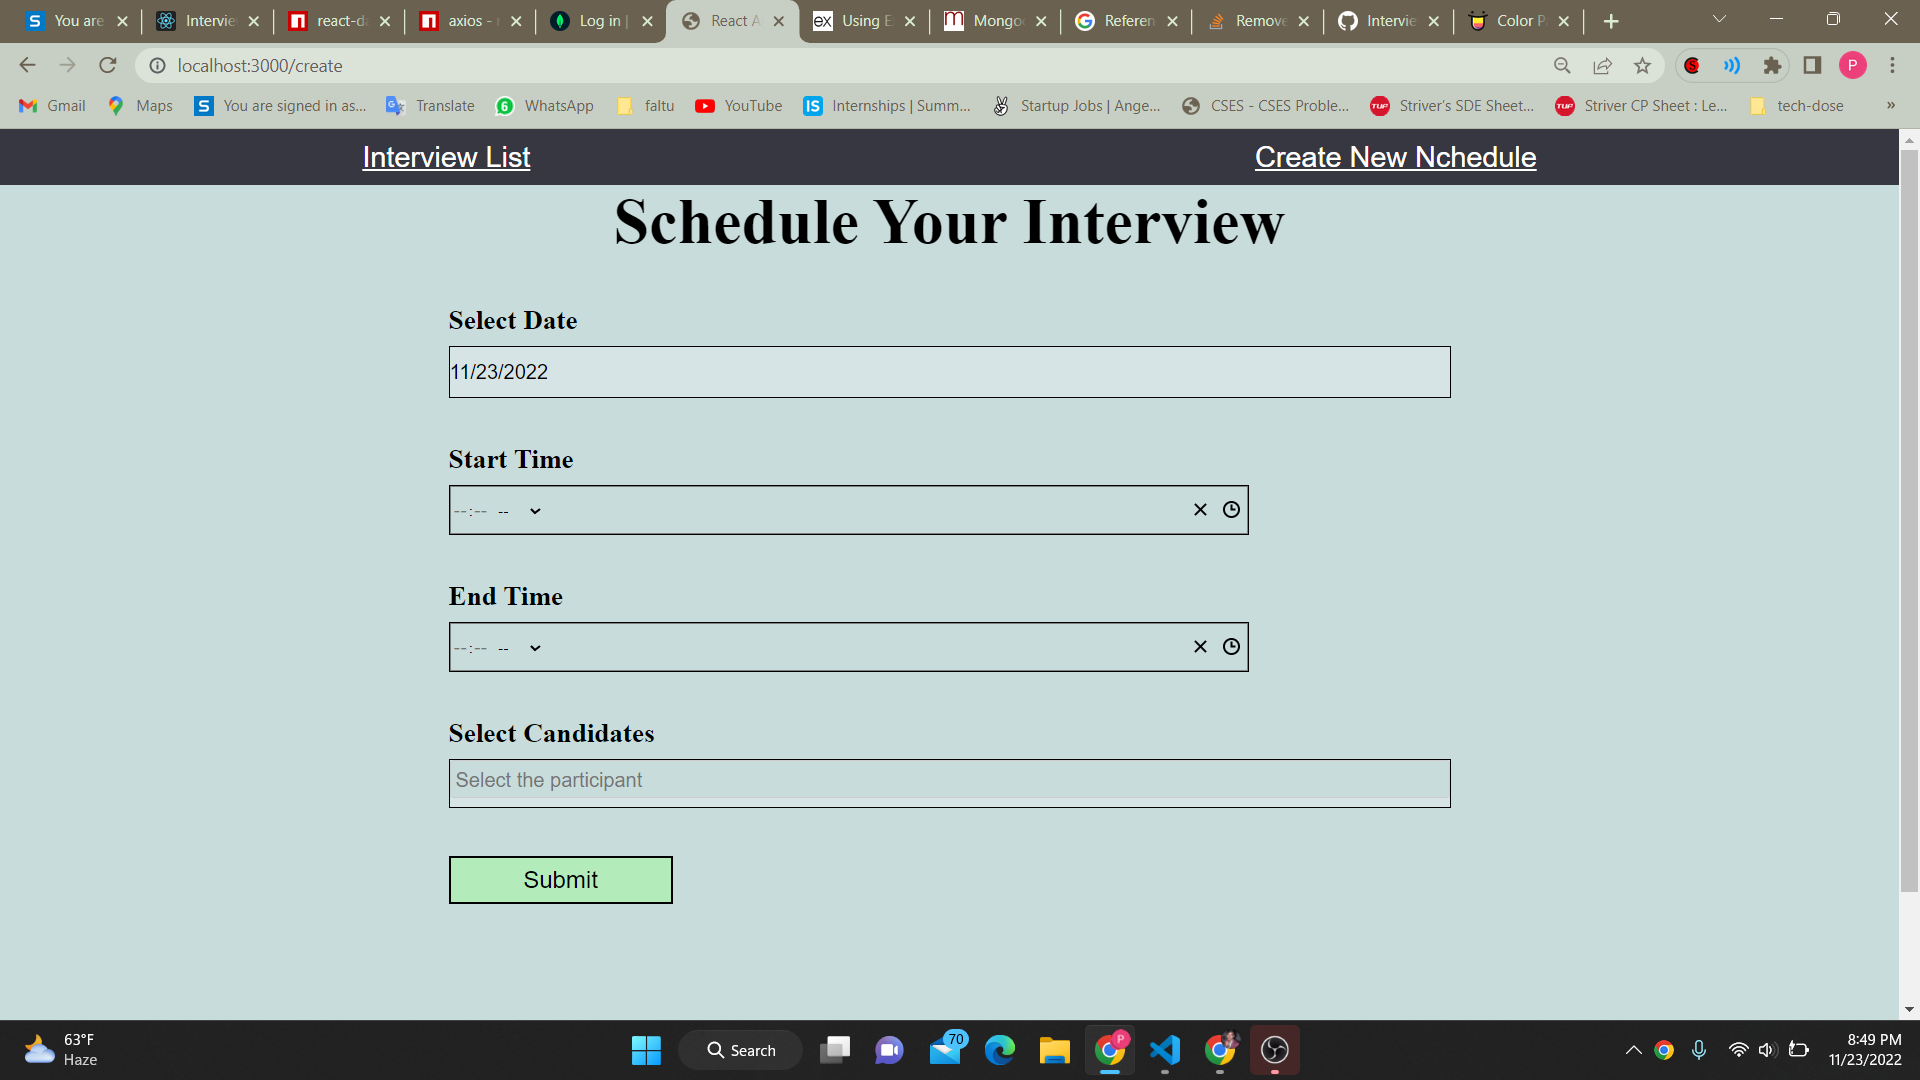 You are
Intervie
react-da
axios - n
Log in |
React A
Using E
Mongo
Referen
Remove
Intervie
Color P
localhost:3000/create
P
Gmail
Maps
You are signed in as...
Translate
WhatsApp
faltu
YouTube
Internships | Summ...
Startup Jobs | Ange...
CSES - CSES Proble...
Striver's SDE Sheet...
Striver CP Sheet : Le...
tech-dose
»
Interview List
Create New Nchedule
Schedule Your Interview
Select Date
11/23/2022
Start Time
--:-- --
End Time
--:-- --
Select Candidates
Select the participant
Submit
63°F
Haze
Search
70
P
8:49 PM
11/23/2022